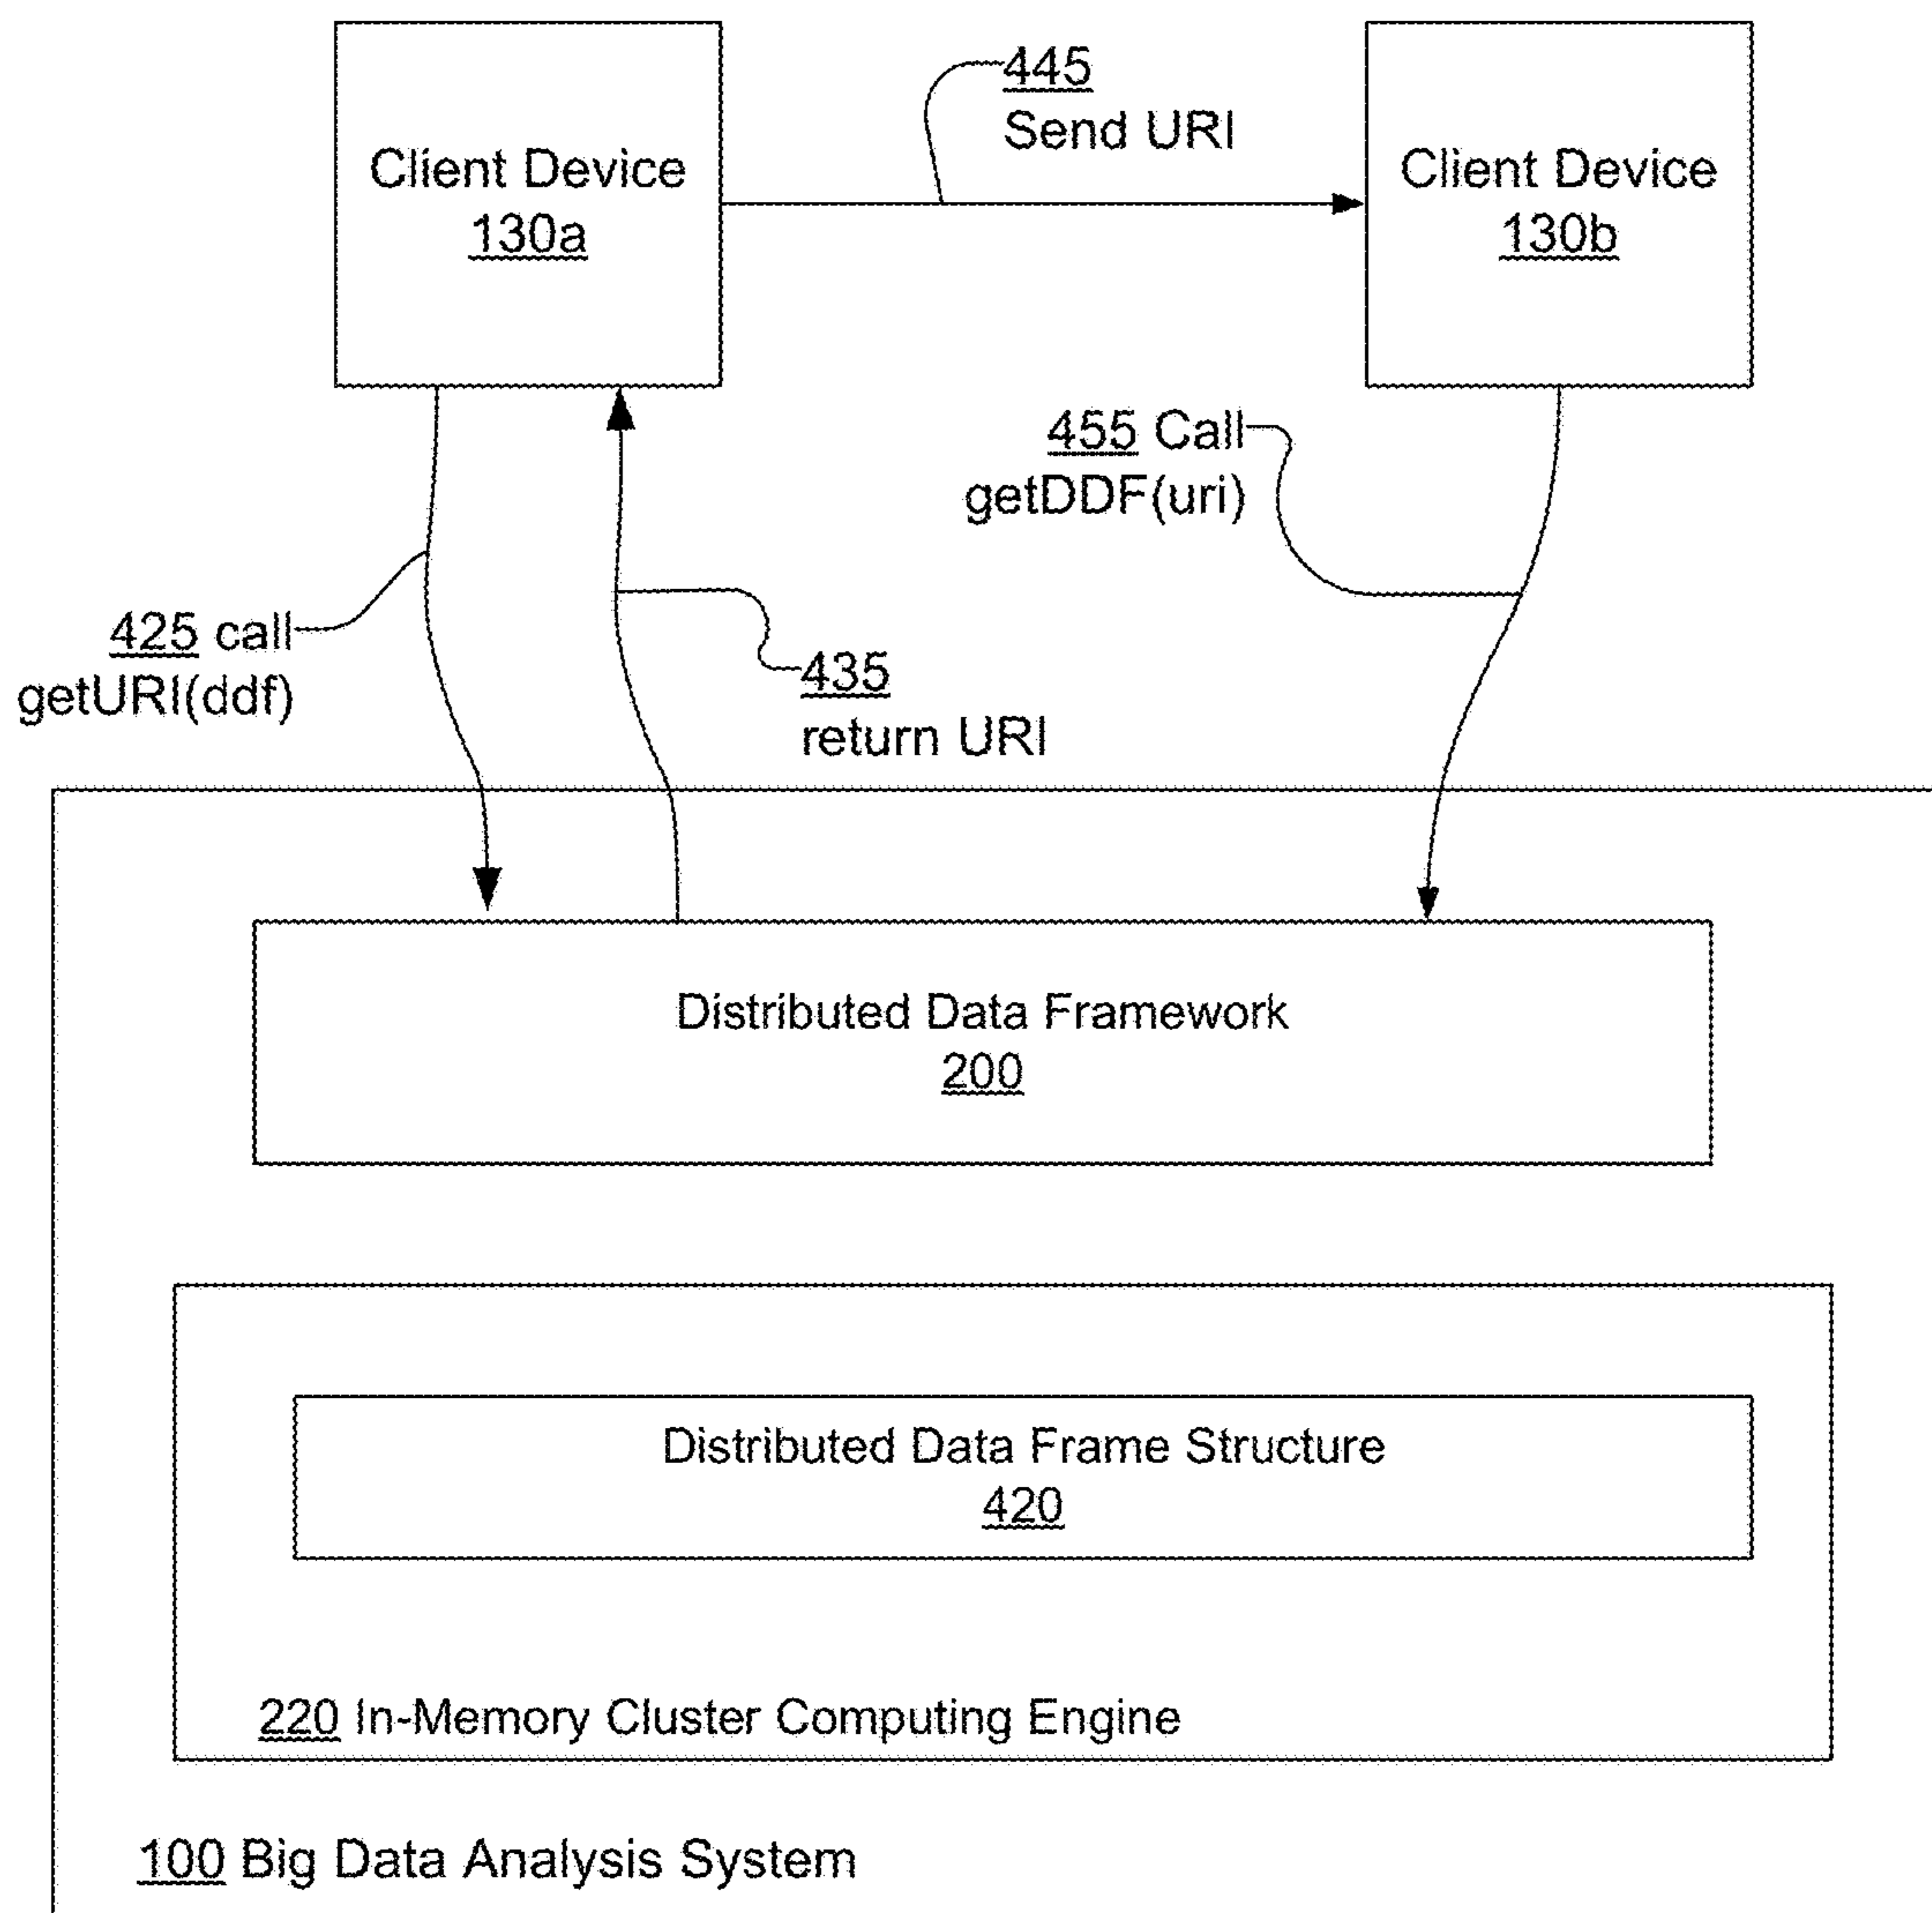 445
Send URI
Client Device
130a
Client Device
130b
455 Call
getDDF(uri)
425 call
getURI(ddf)
435
return URI
Distributed Data Framework
200
Distributed Data Frame Structure
420
220 In-Memory Cluster Computing Engine
100 Big Data Analysis System